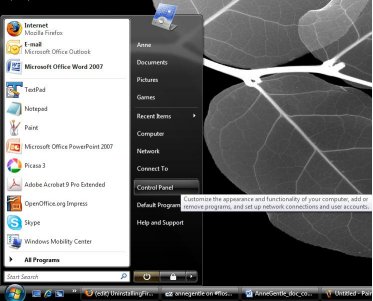 Internet
Mozilla Firefox
E-mail
Microsoft Office Outlook
Microsoft Office Word 2007
TextPad
Notepad
Paint
Microsoft Office PowerPoint 2007
Picasa 3
Adobe Acrobat 9 Pro Extended
OpenOffice.org Impress
Skype
Windows Mobility Center
All Programs
Start Search
Anne
Documents
Pictures
Games
Recent Items
Computer
Network
Connect To
Control Panel
Default Program
Help and Support
Customize the appearance and functionality of your computer, add or
remove programs, and set up network connections and user accounts.
(edit) UninstallingFir...
annegentle on #flos...
AnneGentle_doc_co...
Untitled - Pain